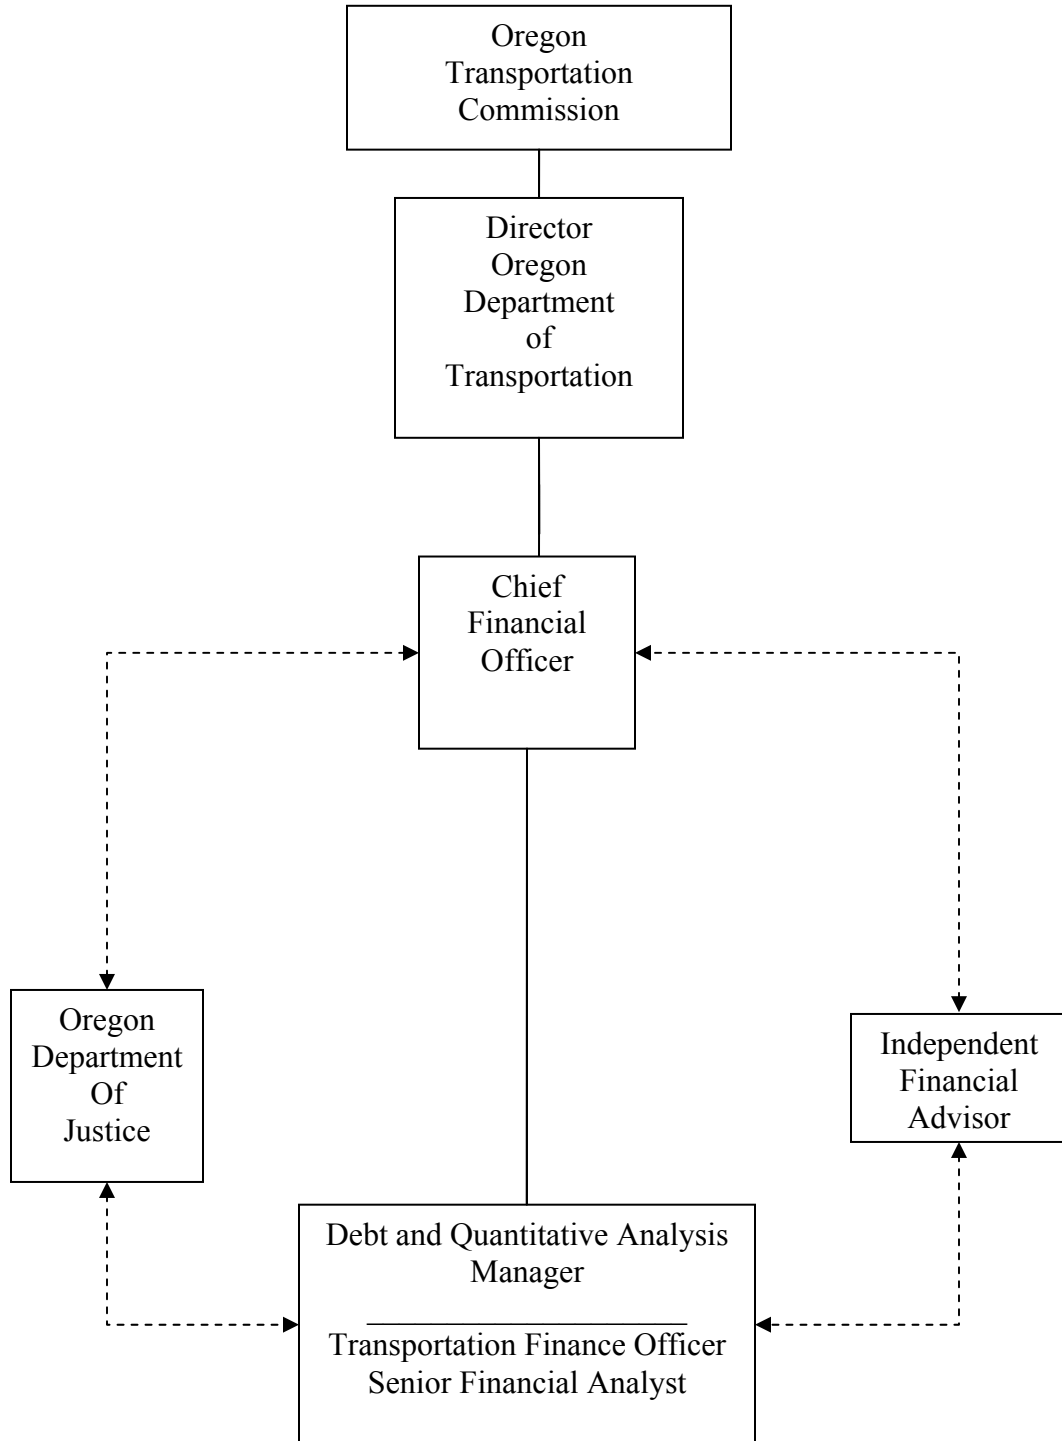 Oregon
Transportation
Commission
Director
Oregon
Department
of
Transportation
Chief
Financial
Officer
Oregon
Department
Of
Justice
Independent
Financial
Advisor
Debt and Quantitative Analysis
Manager
Transportation Finance Officer
Senior Financial Analyst